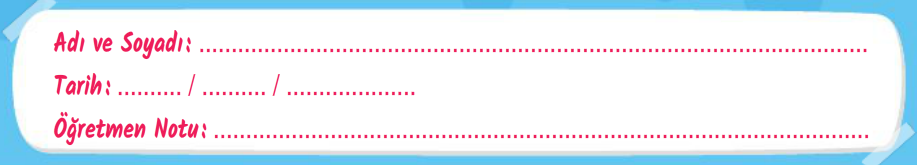 Adı ve Soyadı: ........................................................................................................
Tarih: .......... / .......... / ....................
Öğretmen Notu: ......................................................................................................